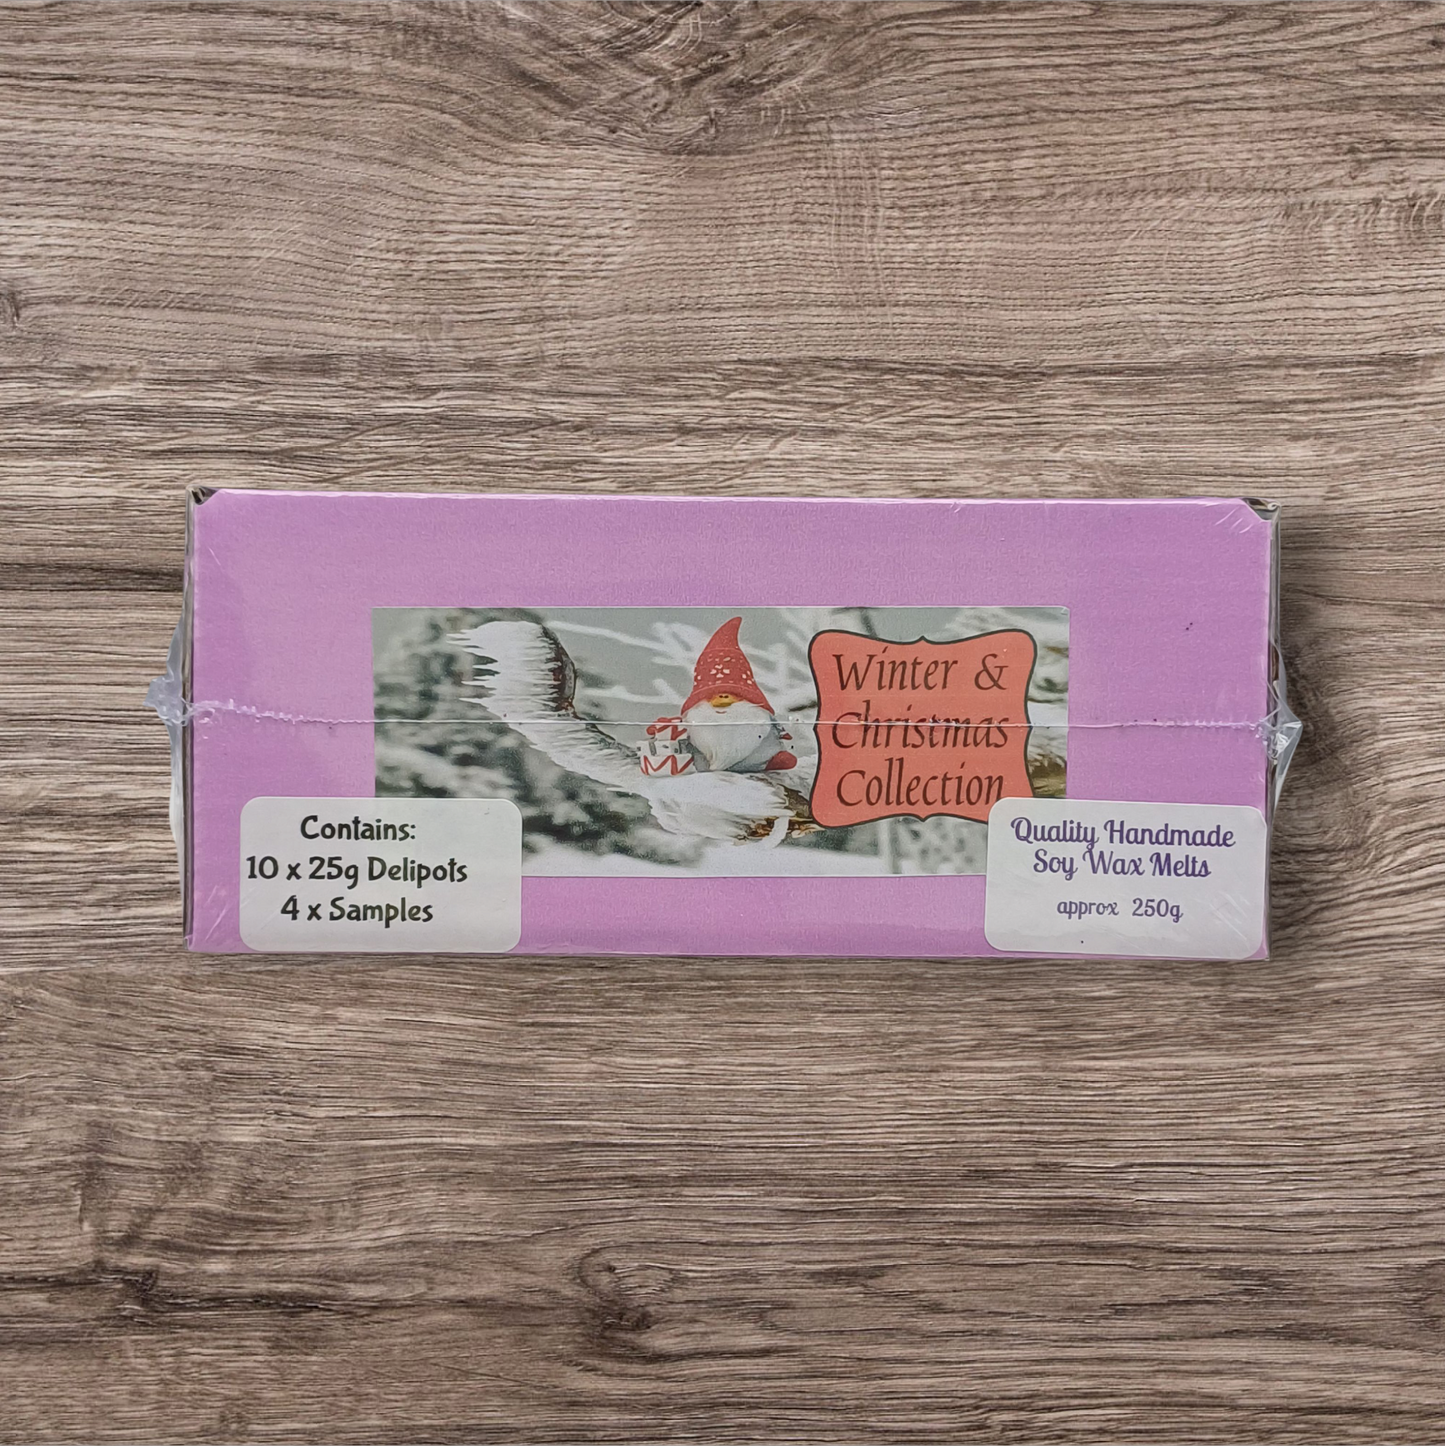 Winter &
Christmas
Collection
Contains:
10 x 25g Delipots
4 x Samples
Quality Handmade
Soy Wax Melts
approx 250g